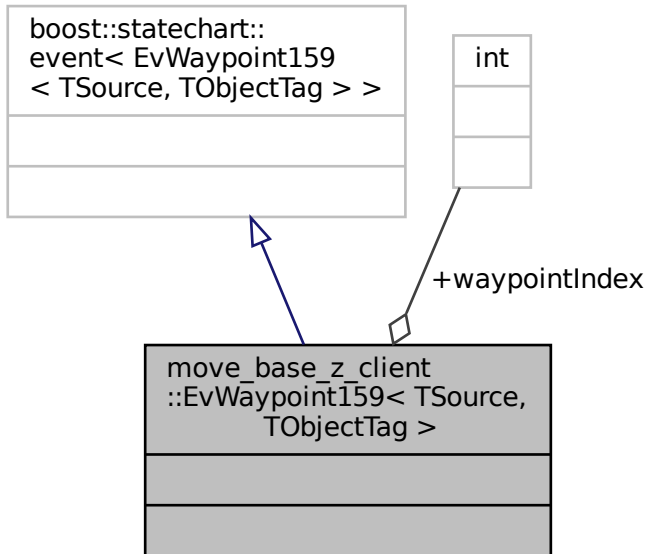 boost::statechart::
event< EvWaypoint159
< TSource, TObjectTag > >
int
+waypointIndex
move_base_z_client
::EvWaypoint159< TSource,
TObjectTag >